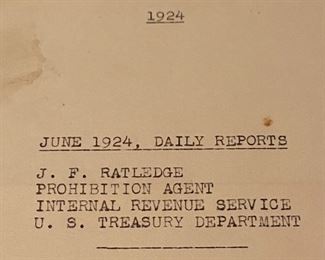 1924
JUNE 1924, DAILY REPORTS
J. F. RATLEDGE
PROHIBITION AGENT
INTERNAL REVENUE SERVICE
U. S. TREASURY DEPARTMENT